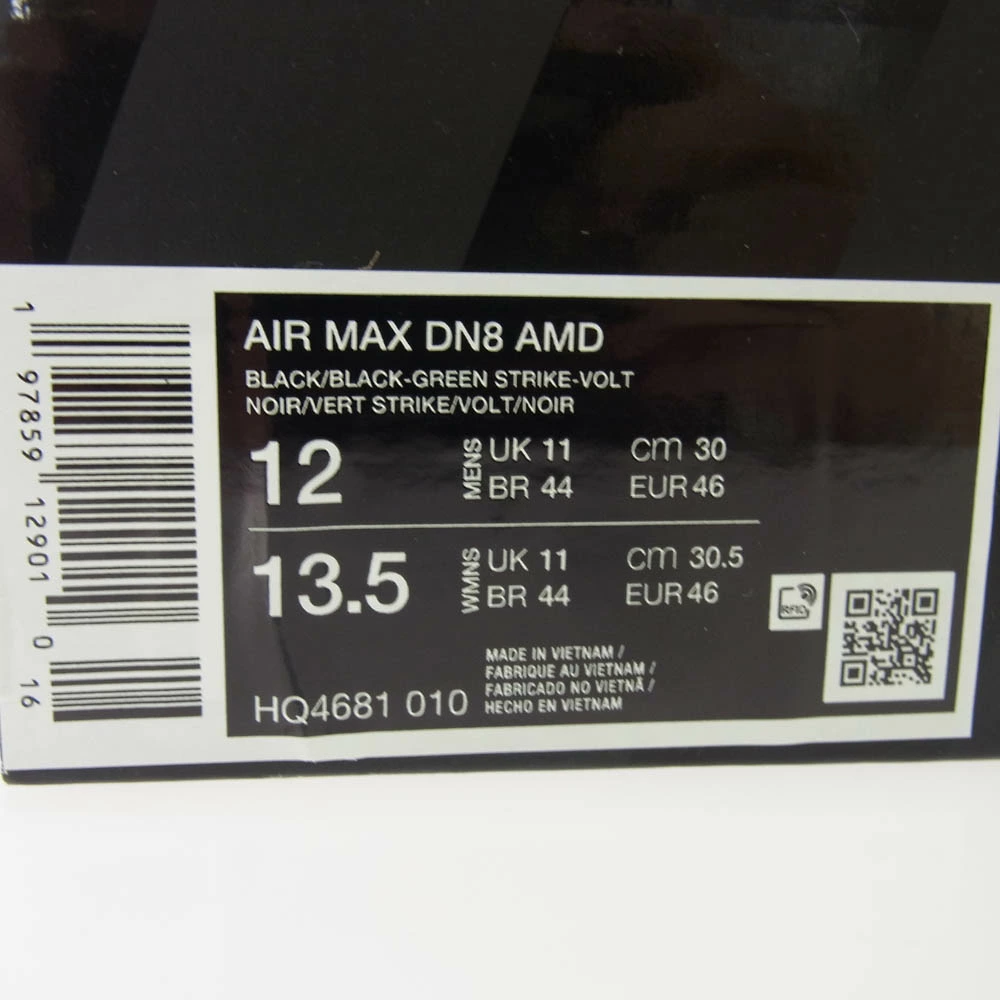 AIR MAX DN8 AMD
BLACK/BLACK-GREEN STRIKE-VOLT
NOIR/VERT STRIKE/VOLT/NOIR
12 MENS UK 11 cm 30
BR 44 EUR 46
13.5 WMNS UK 11 cm 30.5
BR 44 EUR 46
RFID
MADE IN VIETNAM /
FABRIQUE AU VIETNAM /
FABRICADO NO VIETNÃ /
HECHO EN VIETNAM
HQ4681 010
1 97859 12901 0 16